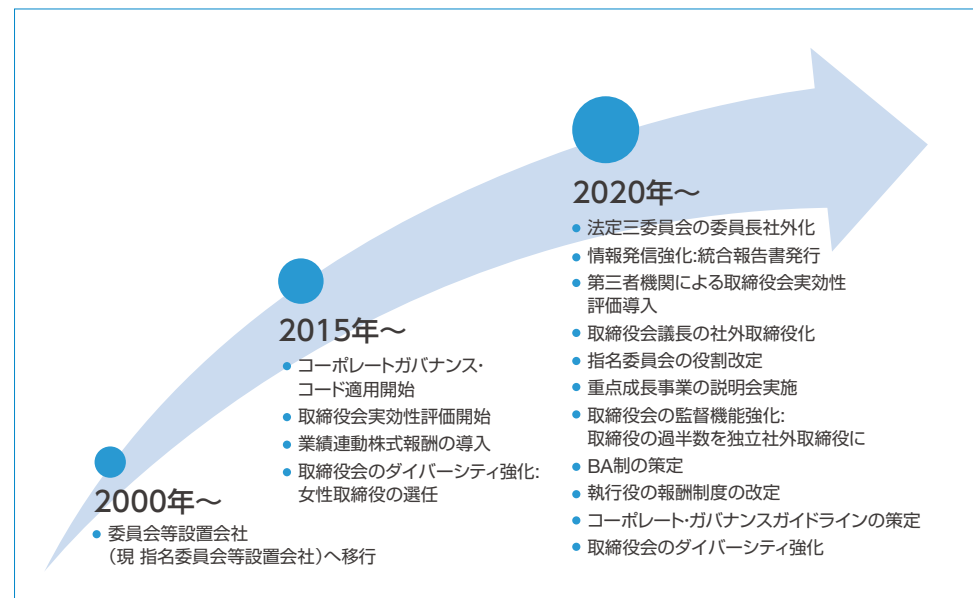 2000年～
● 委員会等設置会社
（現 指名委員会等設置会社）へ移行
2015年～
● コーポレートガバナンス・
コード適用開始
● 取締役会実効性評価開始
● 業績連動株式報酬の導入
● 取締役会のダイバーシティ強化:
女性取締役の選任
2020年～
● 法定三委員会の委員長社外化
● 情報発信強化:統合報告書発行
● 第三者機関による取締役会実効性
評価導入
● 取締役会議長の社外取締役化
● 指名委員会の役割改定
● 重点成長事業の説明会実施
● 取締役会の監督機能強化:
取締役の過半数を独立社外取締役に
● BA制の策定
● 執行役の報酬制度の改定
● コーポレート・ガバナンスガイドラインの策定
● 取締役会のダイバーシティ強化